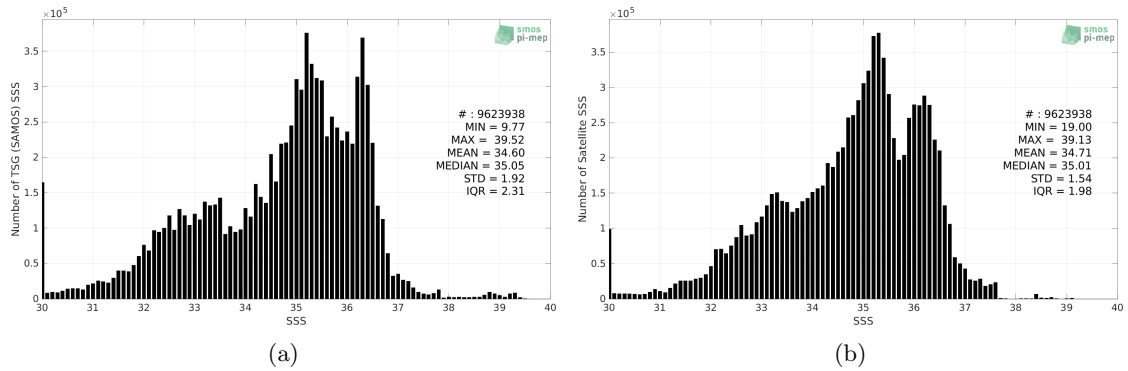 ×10^5
3.5
3
2.5
2
1.5
1
0.5
0
30 31 32 33 34 35 36 37 38 39 40
SSS
Number of TSG (SAMOS) SSS
smos
pi-mep
# : 9623938
MIN = 9.77
MAX = 39.52
MEAN = 34.60
MEDIAN = 35.05
STD = 1.92
IQR = 2.31
(a)
×10^5
3.5
3
2.5
2
1.5
1
0.5
0
30 31 32 33 34 35 36 37 38 39 40
SSS
Number of Satellite SSS
smos
pi-mep
# : 9623938
MIN = 19.00
MAX = 39.13
MEAN = 34.71
MEDIAN = 35.01
STD = 1.54
IQR = 1.98
(b)